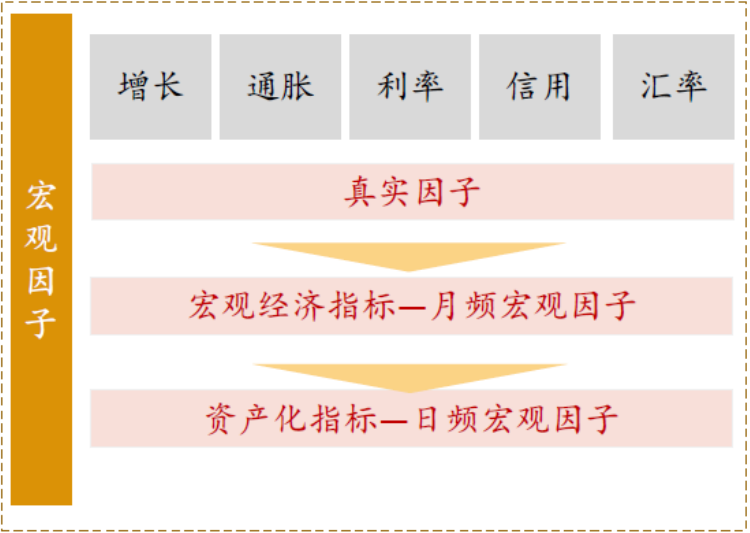 宏观因子
增长 通胀 利率 信用 汇率
真实因子
宏观经济指标—月频宏观因子
资产化指标—日频宏观因子